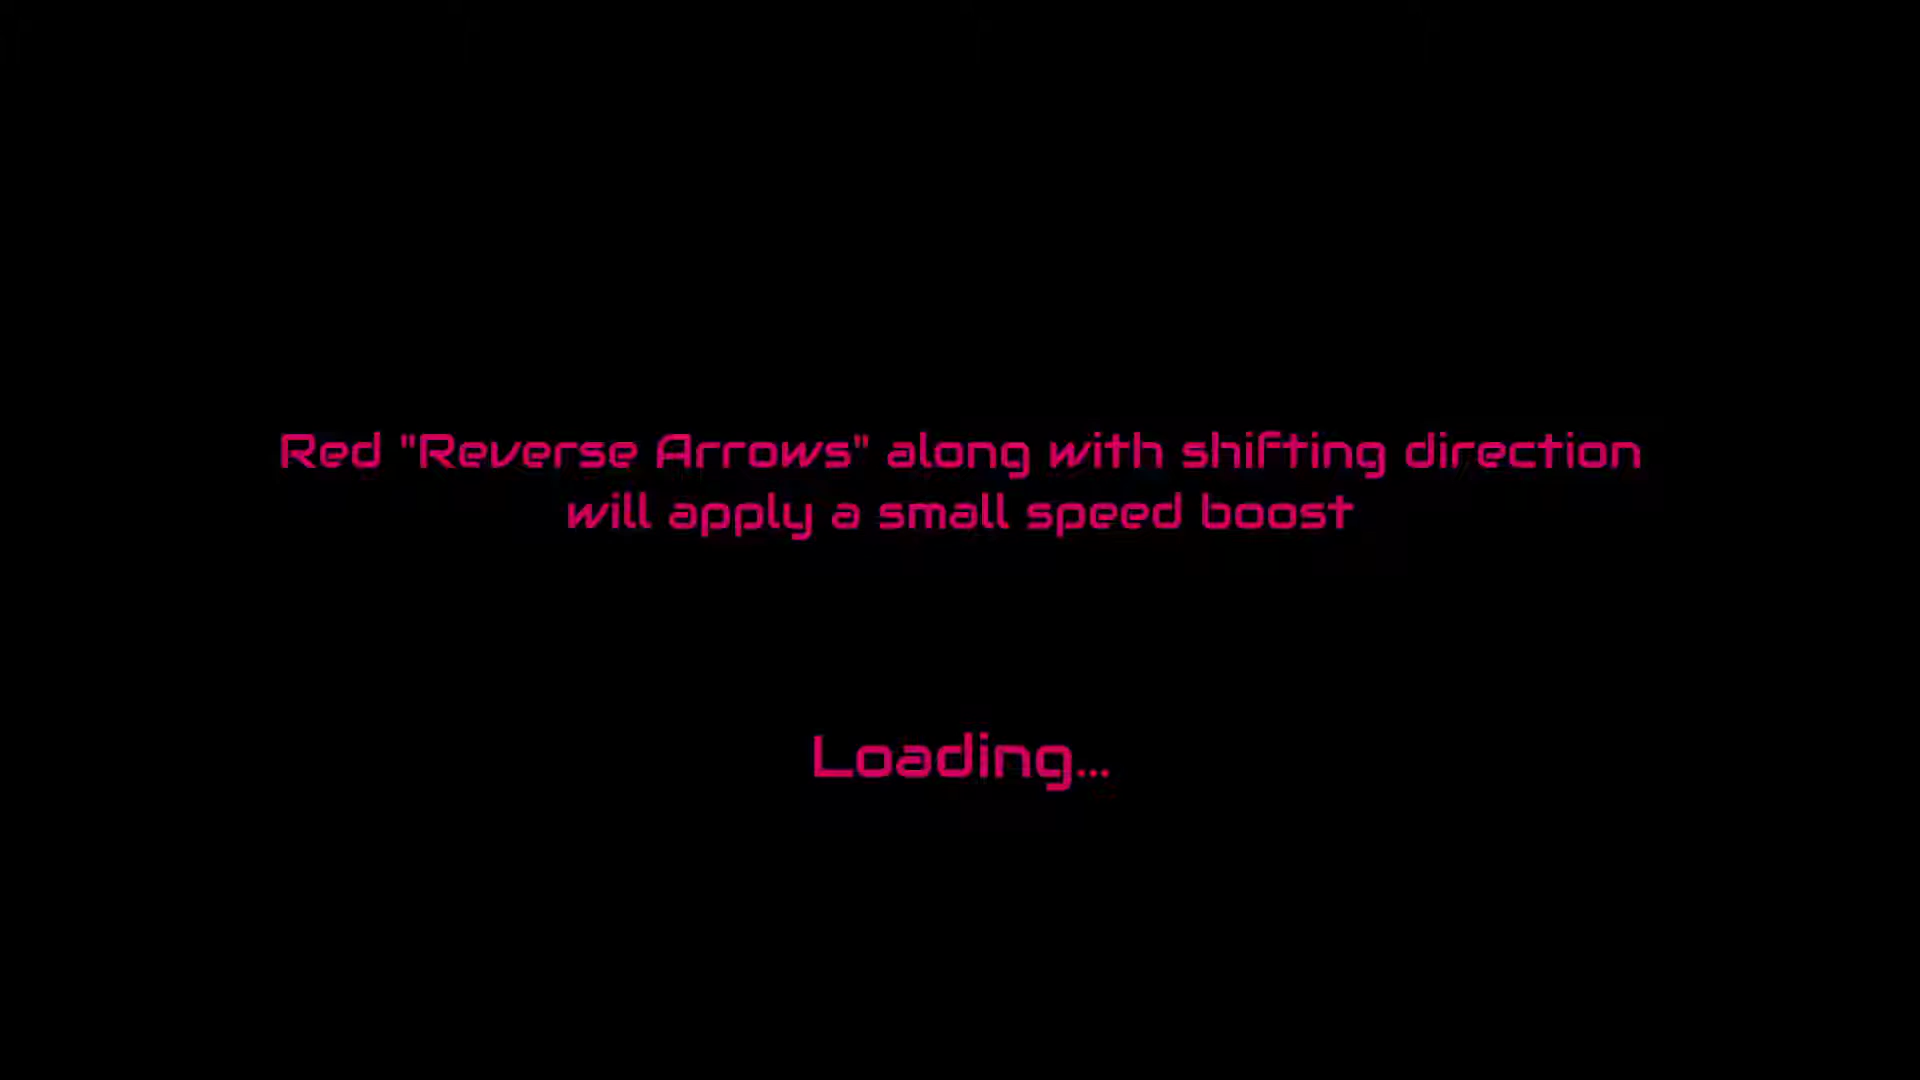 Red "Reverse Arrows" along with shifting direction
will apply a small speed boost
Loading...